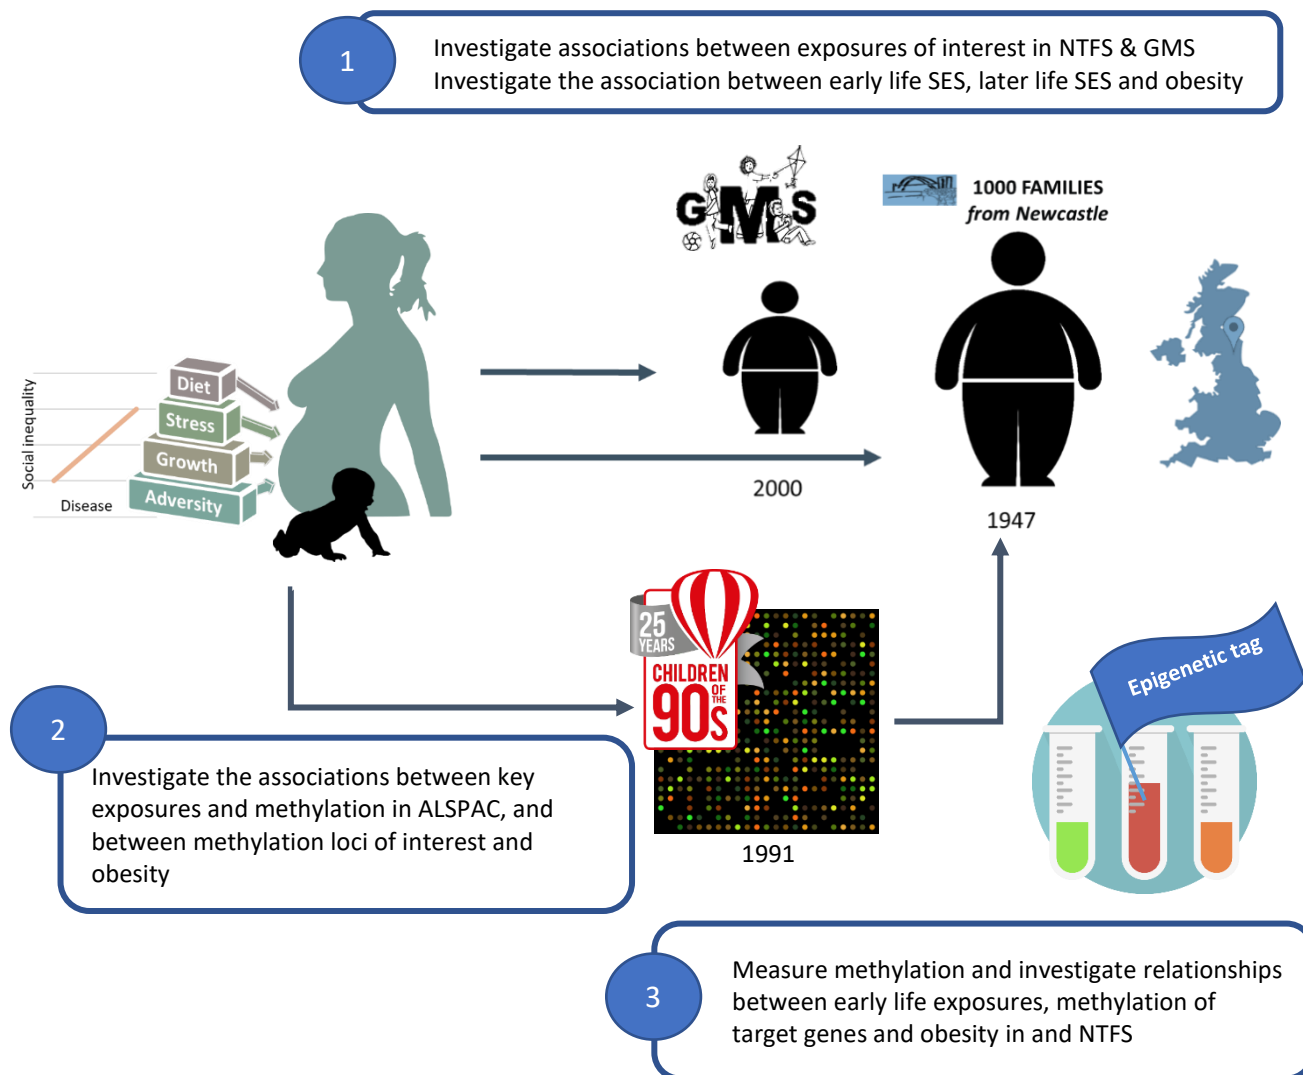 1
Investigate associations between exposures of interest in NTFS & GMS
Investigate the association between early life SES, later life SES and obesity
GMS
1000 FAMILIES
from Newcastle
Social inequality
Diet
Stress
Growth
Adversity
Disease
2000
1947
25
YEARS
CHILDREN
OF THE
90s
1991
Epigenetic tag
2
Investigate the associations between key
exposures and methylation in ALSPAC, and
between methylation loci of interest and
obesity
3
Measure methylation and investigate relationships
between early life exposures, methylation of
target genes and obesity in and NTFS